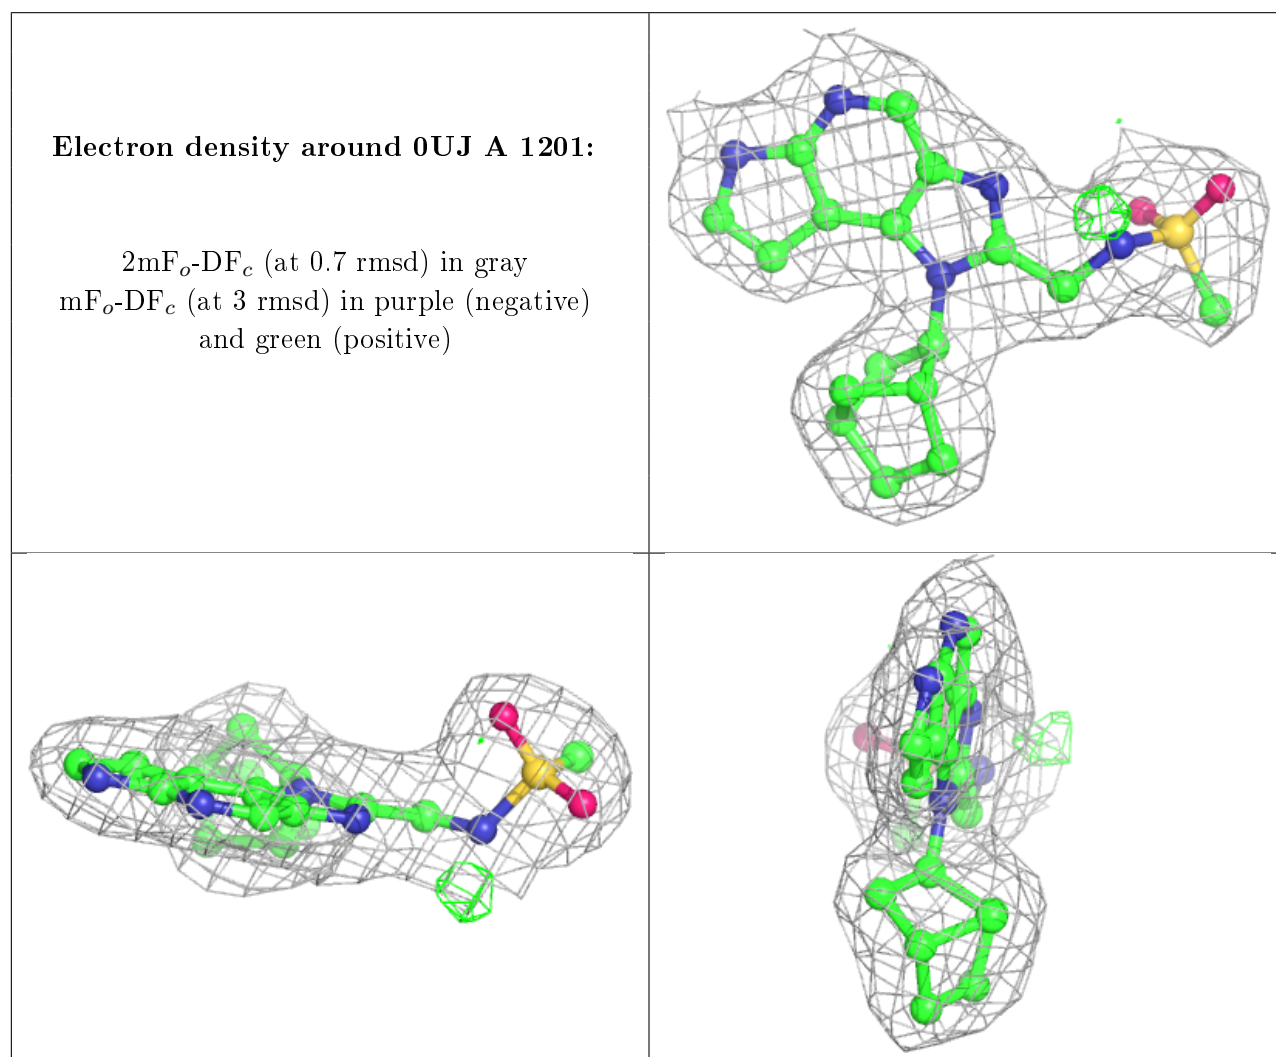 Electron density around 0UJ A 1201:
2mFo-DFc (at 0.7 rmsd) in gray
mFo-DFc (at 3 rmsd) in purple (negative)
and green (positive)